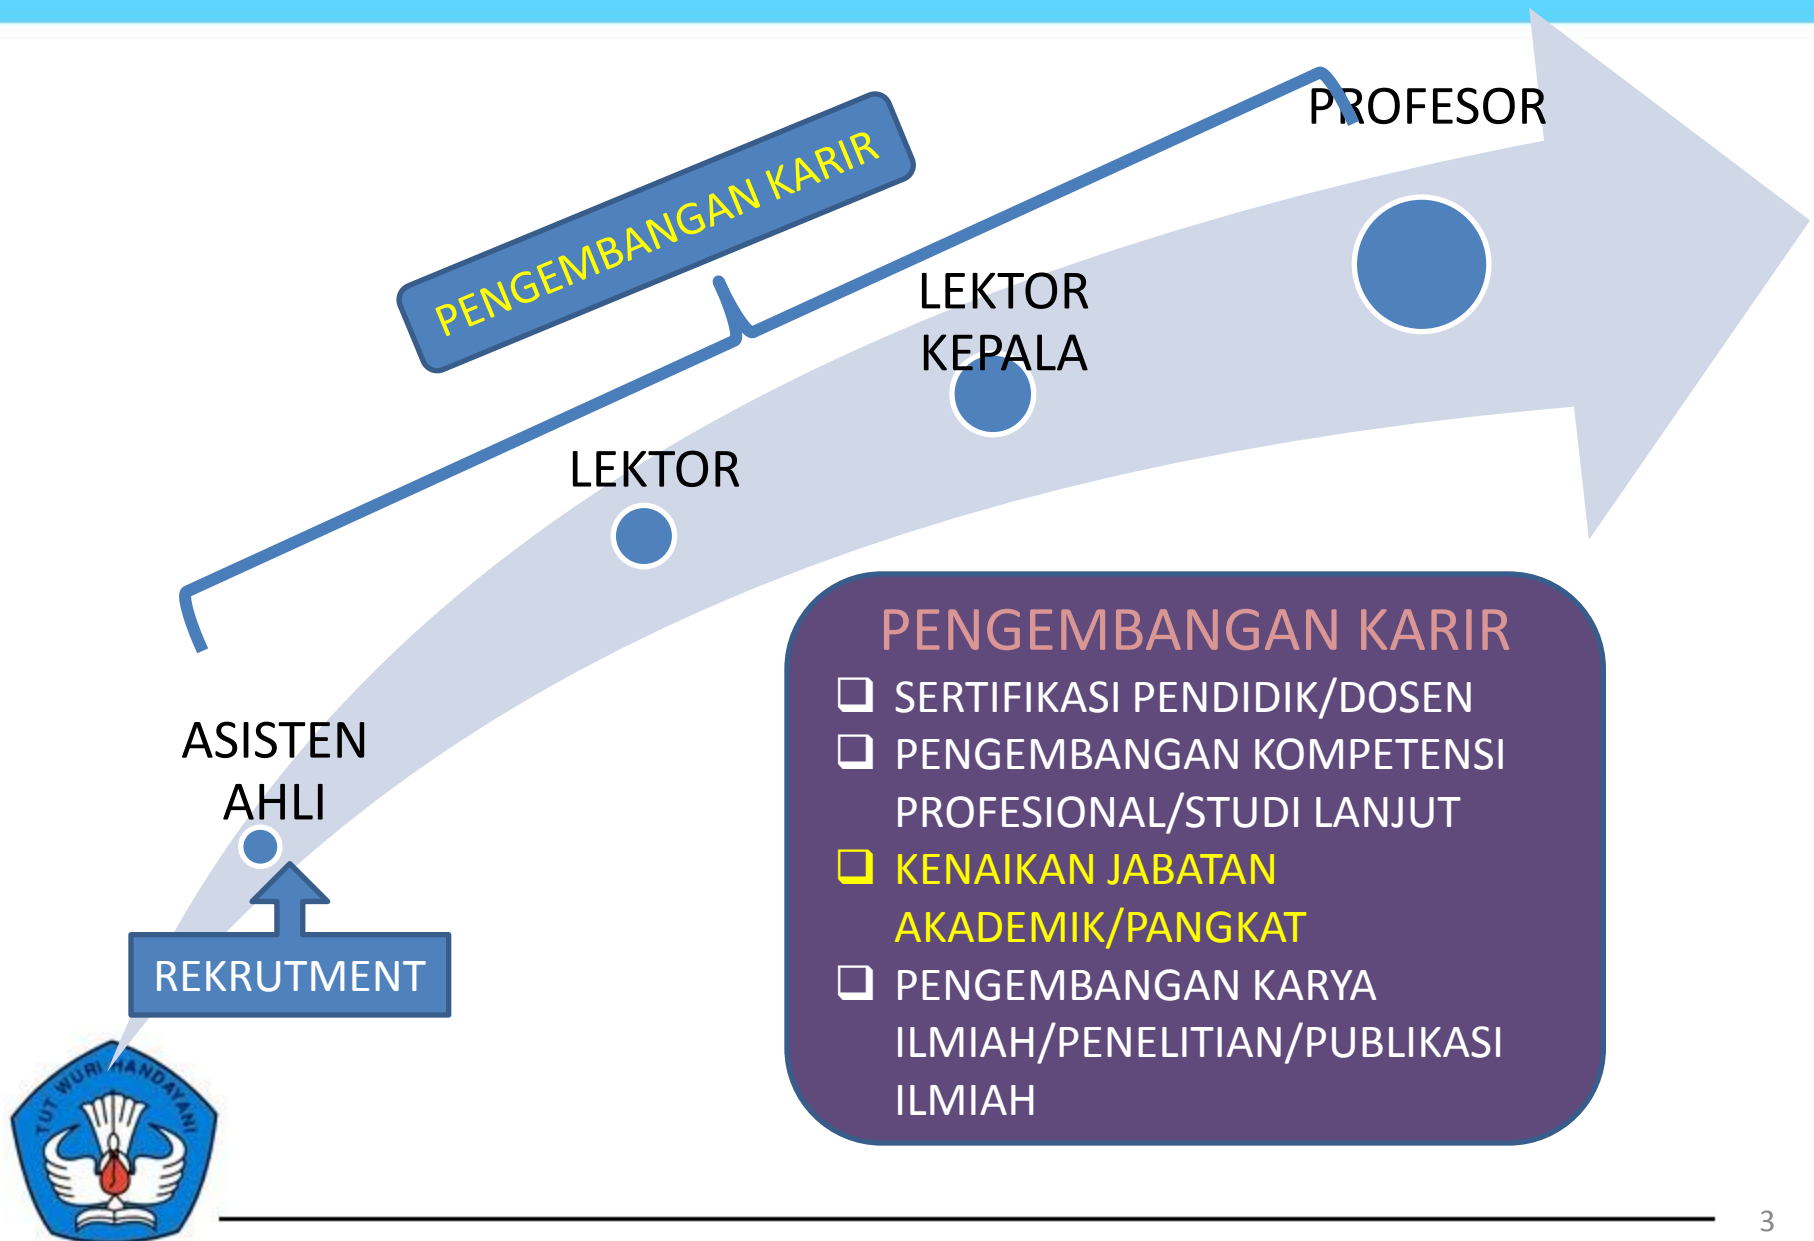 PROFESOR
PENGEMBANGAN KARIR
LEKTOR
KEPALA
LEKTOR
ASISTEN
AHLI
REKRUTMENT
PENGEMBANGAN KARIR
❑ SERTIFIKASI PENDIDIK/DOSEN
❑ PENGEMBANGAN KOMPETENSI
PROFESIONAL/STUDI LANJUT
❑ KENAIKAN JABATAN
AKADEMIK/PANGKAT
❑ PENGEMBANGAN KARYA
ILMIAH/PENELITIAN/PUBLIKASI
ILMIAH
TUT WURI HANDAYANI
3